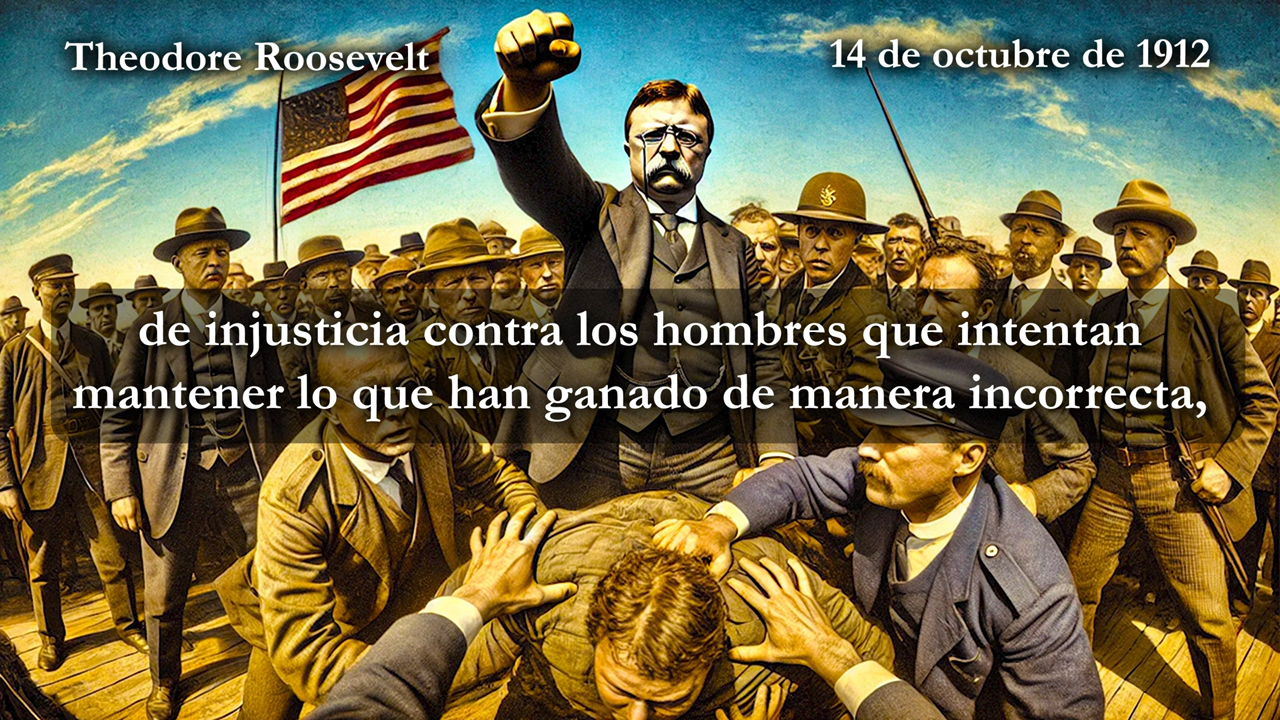 Theodore Roosevelt
14 de octubre de 1912
de injusticia contra los hombres que intentan
mantener lo que han ganado de manera incorrecta,